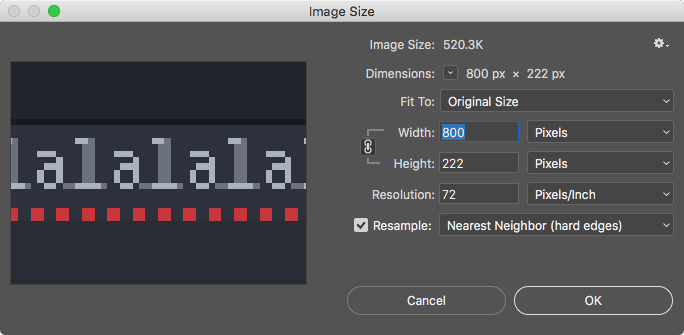 Image Size
Image Size: 520.3K
Dimensions: 800 px × 222 px
Fit To: Original Size
Width: 800 Pixels
Height: 222 Pixels
Resolution: 72 Pixels/Inch
Resample: Nearest Neighbor (hard edges)
lalalala
Cancel OK